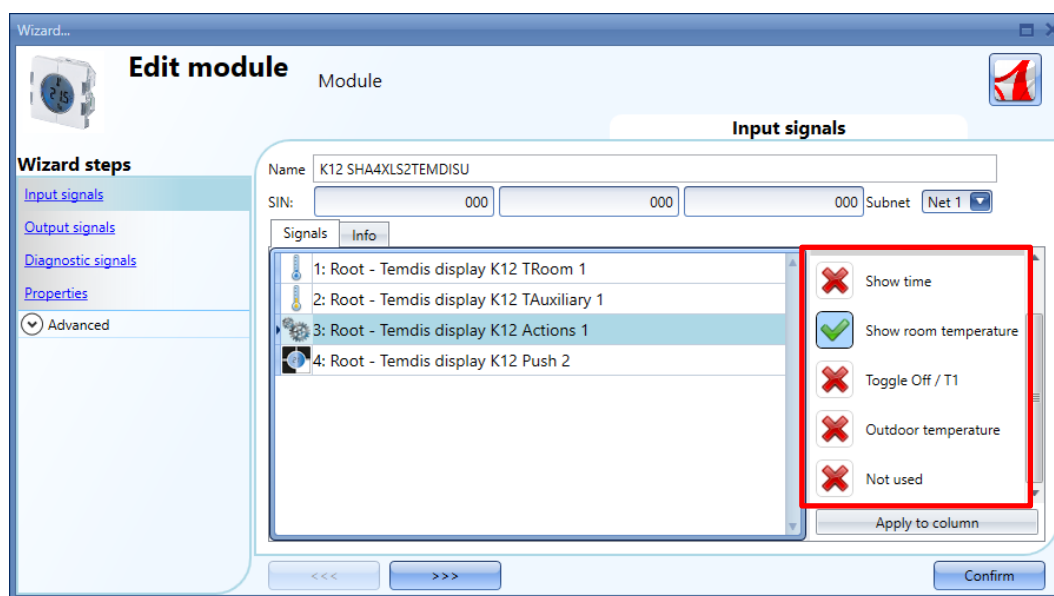 Wizard...
Edit module
Module
Input signals
Wizard steps
Input signals
Output signals
Diagnostic signals
Properties
Advanced
Name K12 SHA4XLS2TEMDISU
SIN: 000 000 000 Subnet Net 1
Signals Info
1: Root - Temdis display K12 TRoom 1
2: Root - Temdis display K12 TAuxiliary 1
3: Root - Temdis display K12 Actions 1
4: Root - Temdis display K12 Push 2
Show time
Show room temperature
Toggle Off / T1
Outdoor temperature
Not used
Apply to column
<<< >>> Confirm